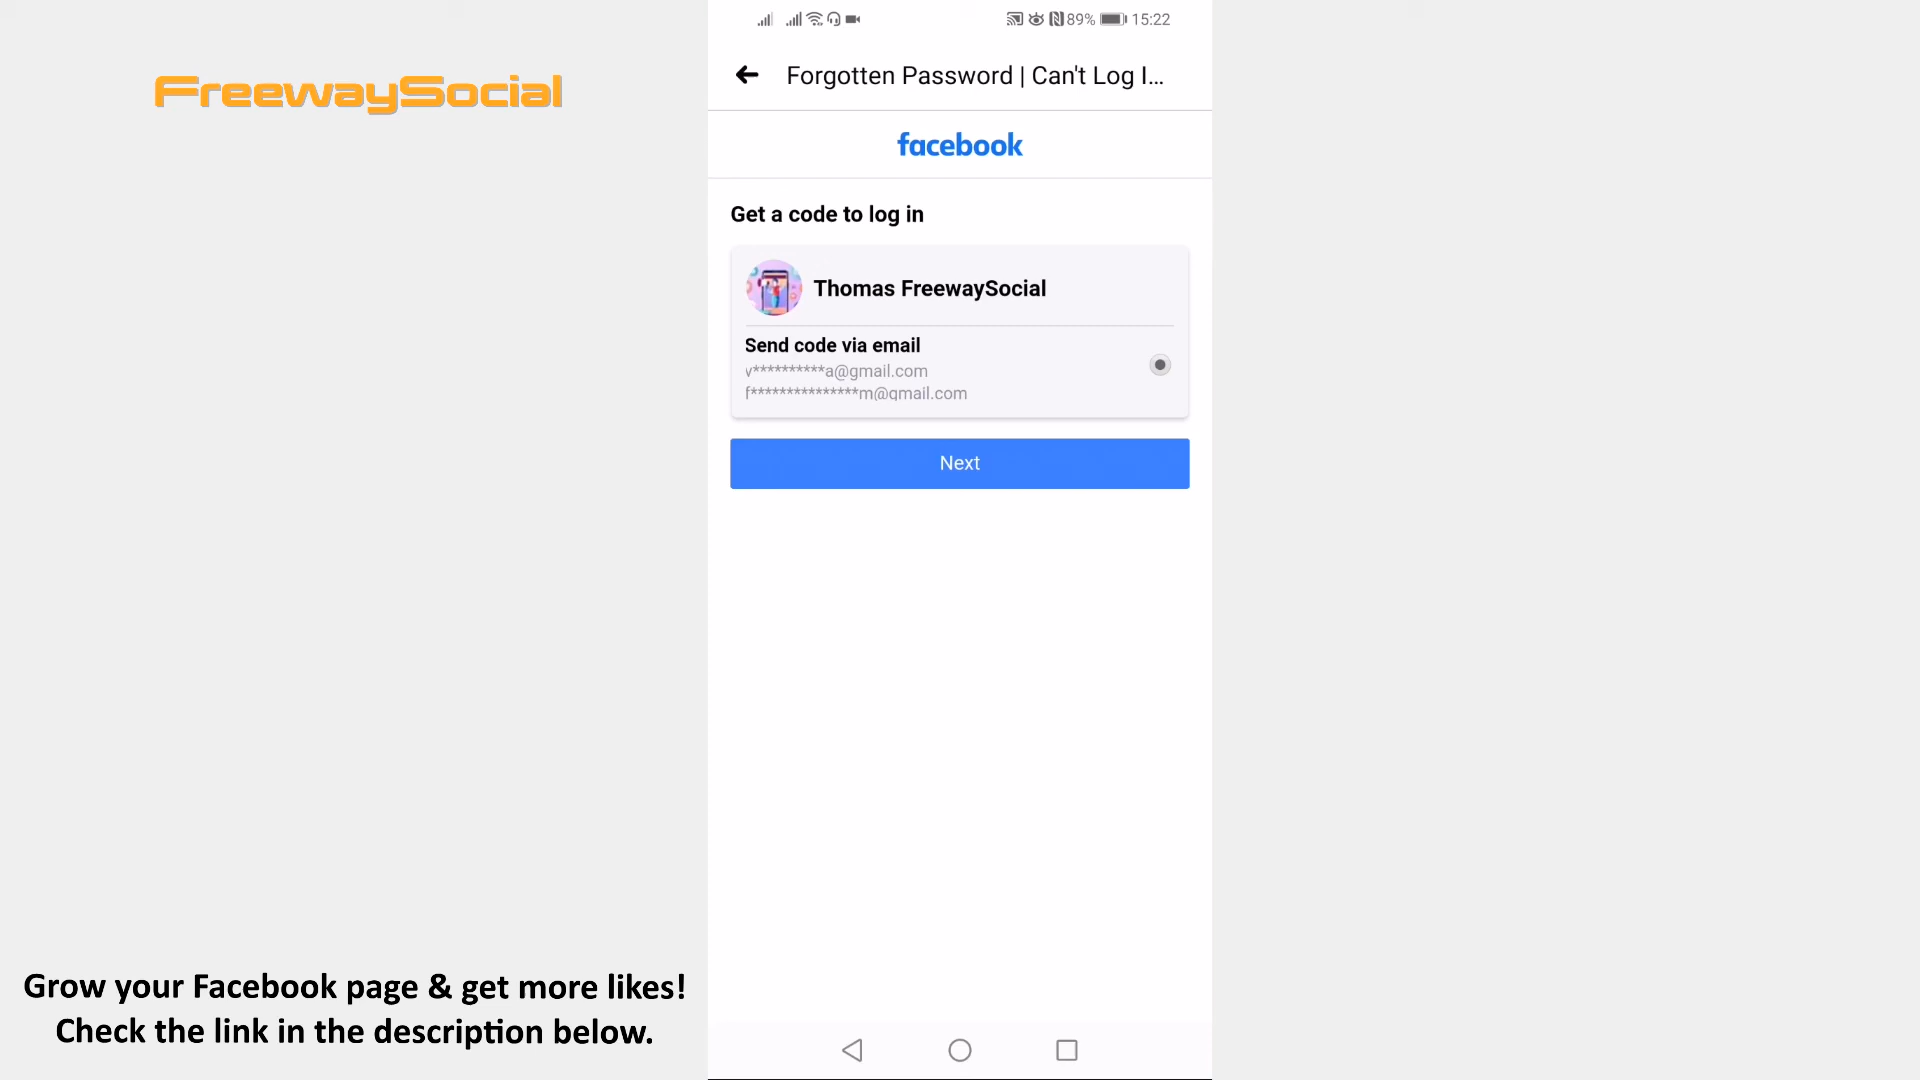 89% 15:22
FreewaySocial
Forgotten Password | Can't Log I...
facebook
Get a code to log in
Thomas FreewaySocial
Send code via email
v**********a@gmail.com
f***************m@gmail.com
Next
Grow your Facebook page & get more likes!
Check the link in the description below.